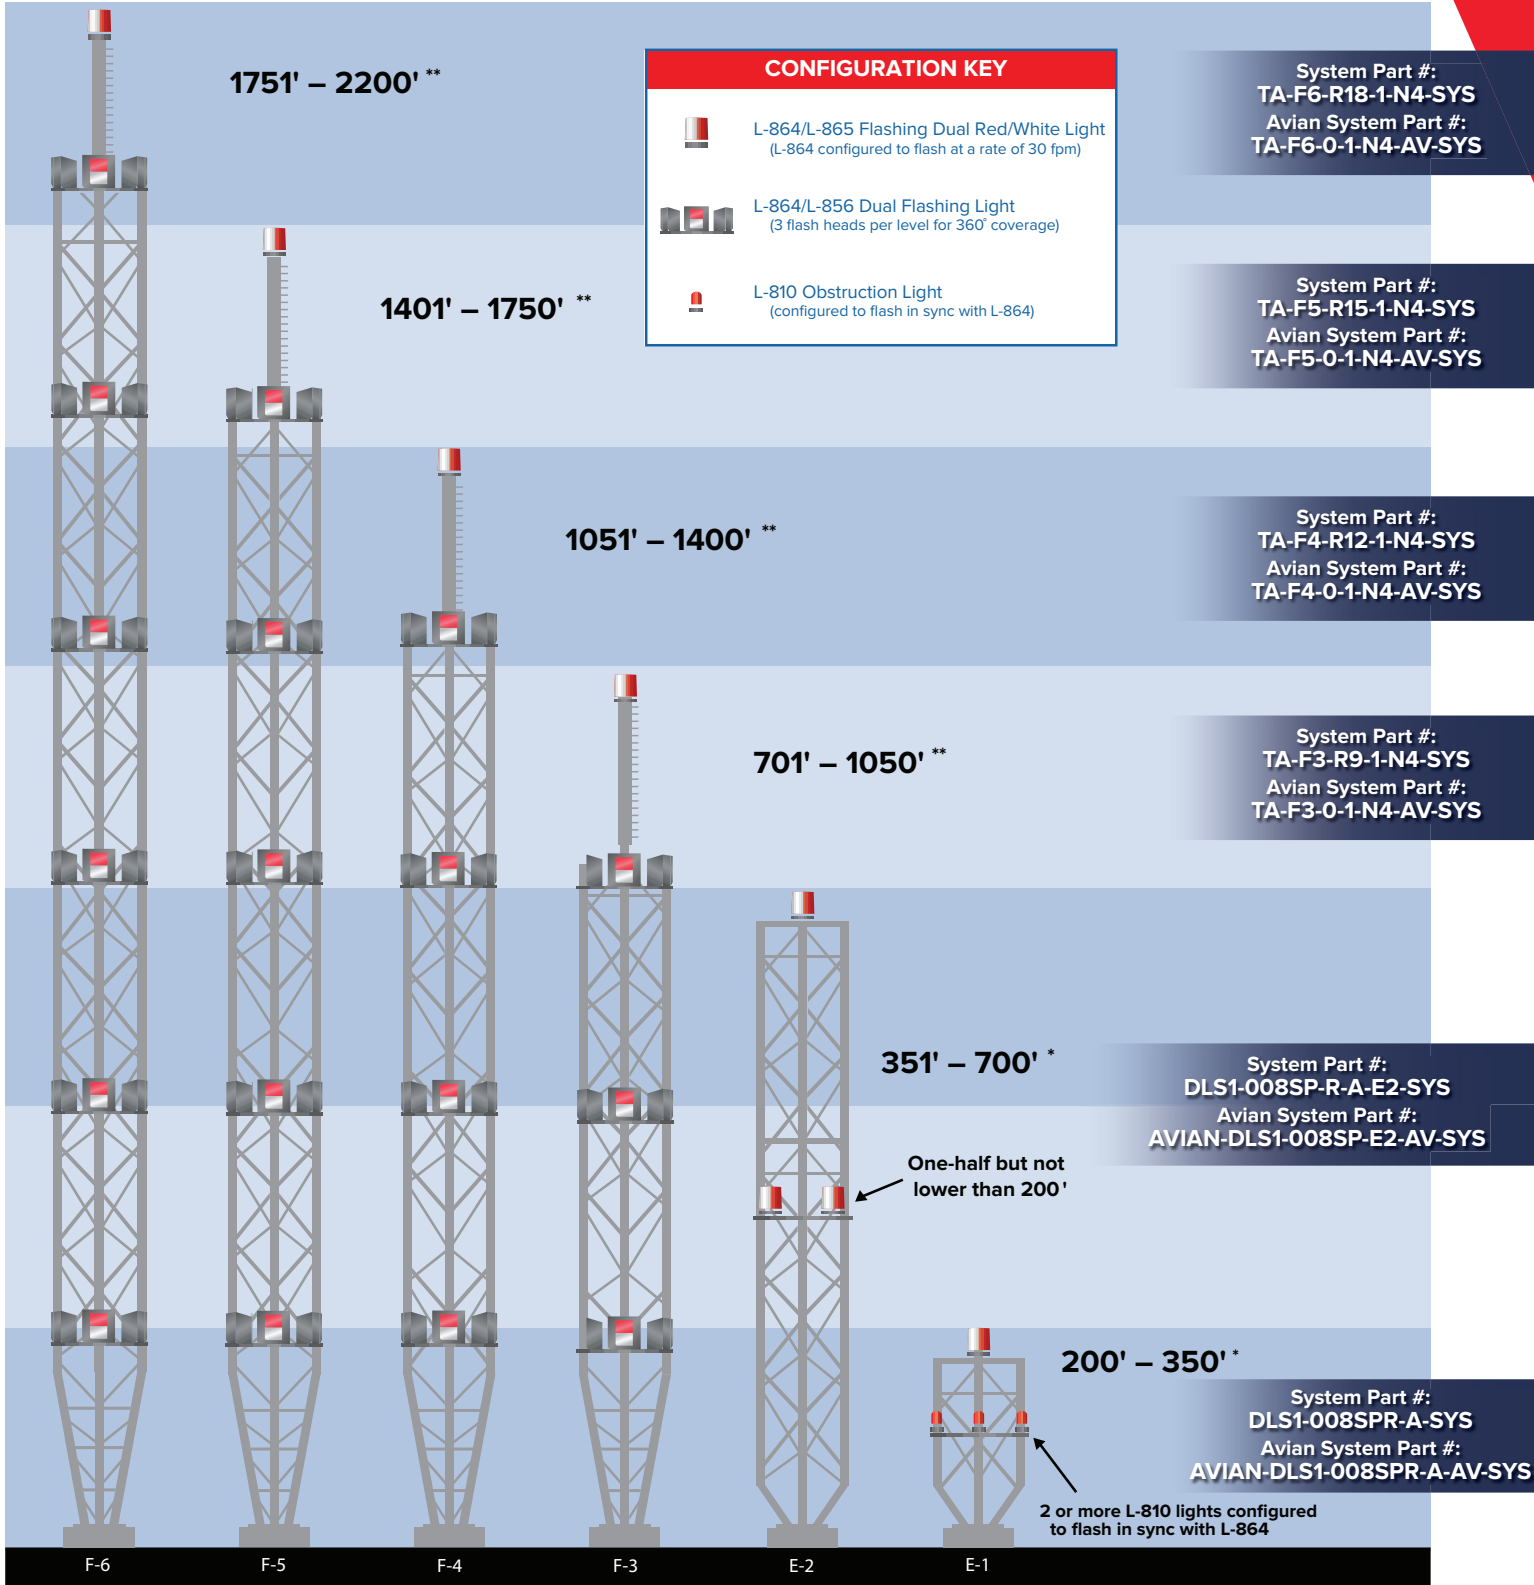 1751' – 2200' **
CONFIGURATION KEY
L-864/L-865 Flashing Dual Red/White Light
(L-864 configured to flash at a rate of 30 fpm)
L-864/L-856 Dual Flashing Light
(3 flash heads per level for 360° coverage)
L-810 Obstruction Light
(configured to flash in sync with L-864)
System Part #:
TA-F6-R18-1-N4-SYS
Avian System Part #:
TA-F6-0-1-N4-AV-SYS
1401' – 1750' **
System Part #:
TA-F5-R15-1-N4-SYS
Avian System Part #:
TA-F5-0-1-N4-AV-SYS
1051' – 1400' **
System Part #:
TA-F4-R12-1-N4-SYS
Avian System Part #:
TA-F4-0-1-N4-AV-SYS
701' – 1050' **
System Part #:
TA-F3-R9-1-N4-SYS
Avian System Part #:
TA-F3-0-1-N4-AV-SYS
351' – 700' *
System Part #:
DLS1-008SP-R-A-E2-SYS
Avian System Part #:
AVIAN-DLS1-008SP-E2-AV-SYS
One-half but not
lower than 200'
200' – 350' *
System Part #:
DLS1-008SPR-A-SYS
Avian System Part #:
AVIAN-DLS1-008SPR-A-AV-SYS
2 or more L-810 lights configured
to flash in sync with L-864
F-6
F-5
F-4
F-3
E-2
E-1